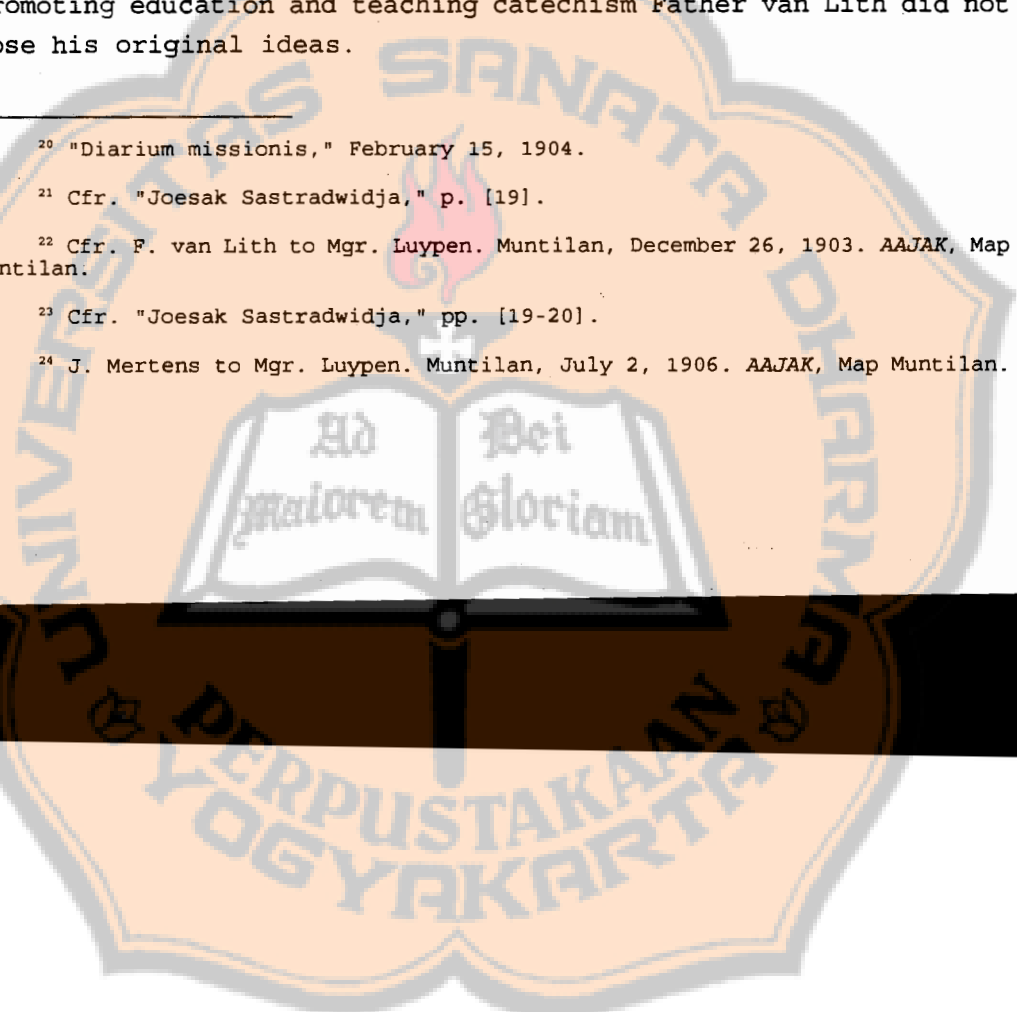 romoting education and teaching catechism Father van Lith did not
ose his original ideas.
20 "Diarium missionis," February 15, 1904.
21 Cfr. "Joesak Sastradwidja," p. [19].
22 Cfr. F. van Lith to Mgr. Luypen. Muntilan, December 26, 1903. AAJAK, Map
ntilan.
23 Cfr. "Joesak Sastradwidja," pp. [19-20].
24 J. Mertens to Mgr. Luypen. Muntilan, July 2, 1906. AAJAK, Map Muntilan.
UNIVERSITAS SANATA DHARMA
Ad Dei
Maiorem Gloriam
PERPUSTAKAAN
YOGYAKARTA